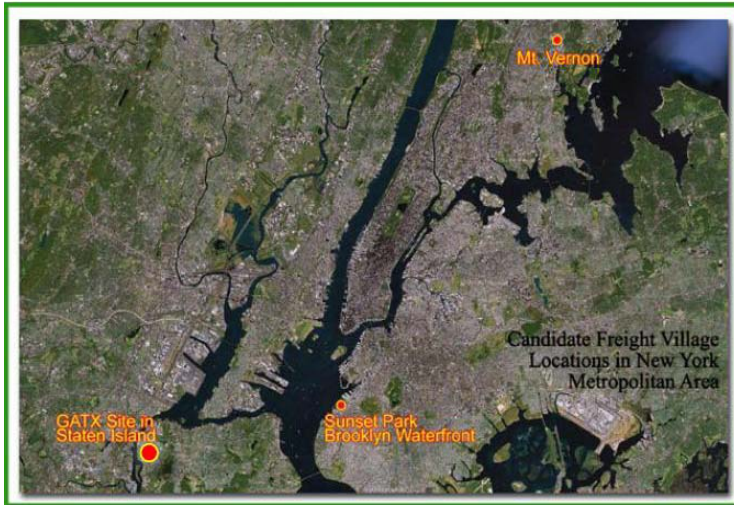 Mt. Vernon
Candidate Freight Village
Locations in New York
Metropolitan Area
GATX Site in
Staten Island
Sunset Park
Brooklyn Waterfront